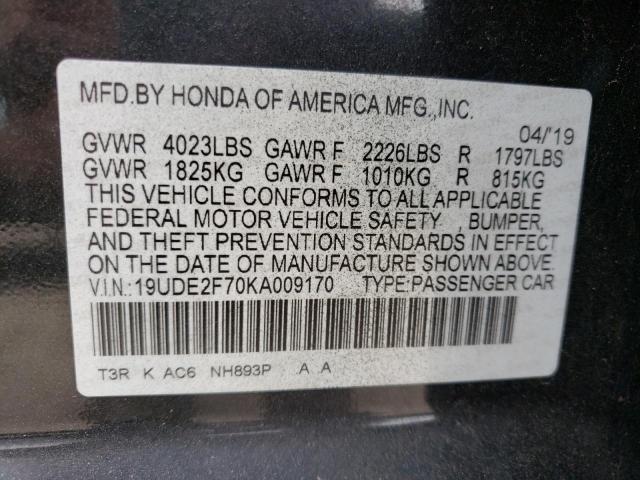 MFD.BY HONDA OF AMERICA MFG.,INC.
04/'19
GVWR 4023LBS GAWR F 2226LBS R 1797LBS
GVWR 1825KG GAWR F 1010KG R 815KG
THIS VEHICLE CONFORMS TO ALL APPLICABLE
FEDERAL MOTOR VEHICLE SAFETY , BUMPER,
AND THEFT PREVENTION STANDARDS IN EFFECT
ON THE DATE OF MANUFACTURE SHOWN ABOVE.
V.I.N.:19UDE2F70KA009170 TYPE:PASSENGER CAR
T3R K AC6 NH893P A A